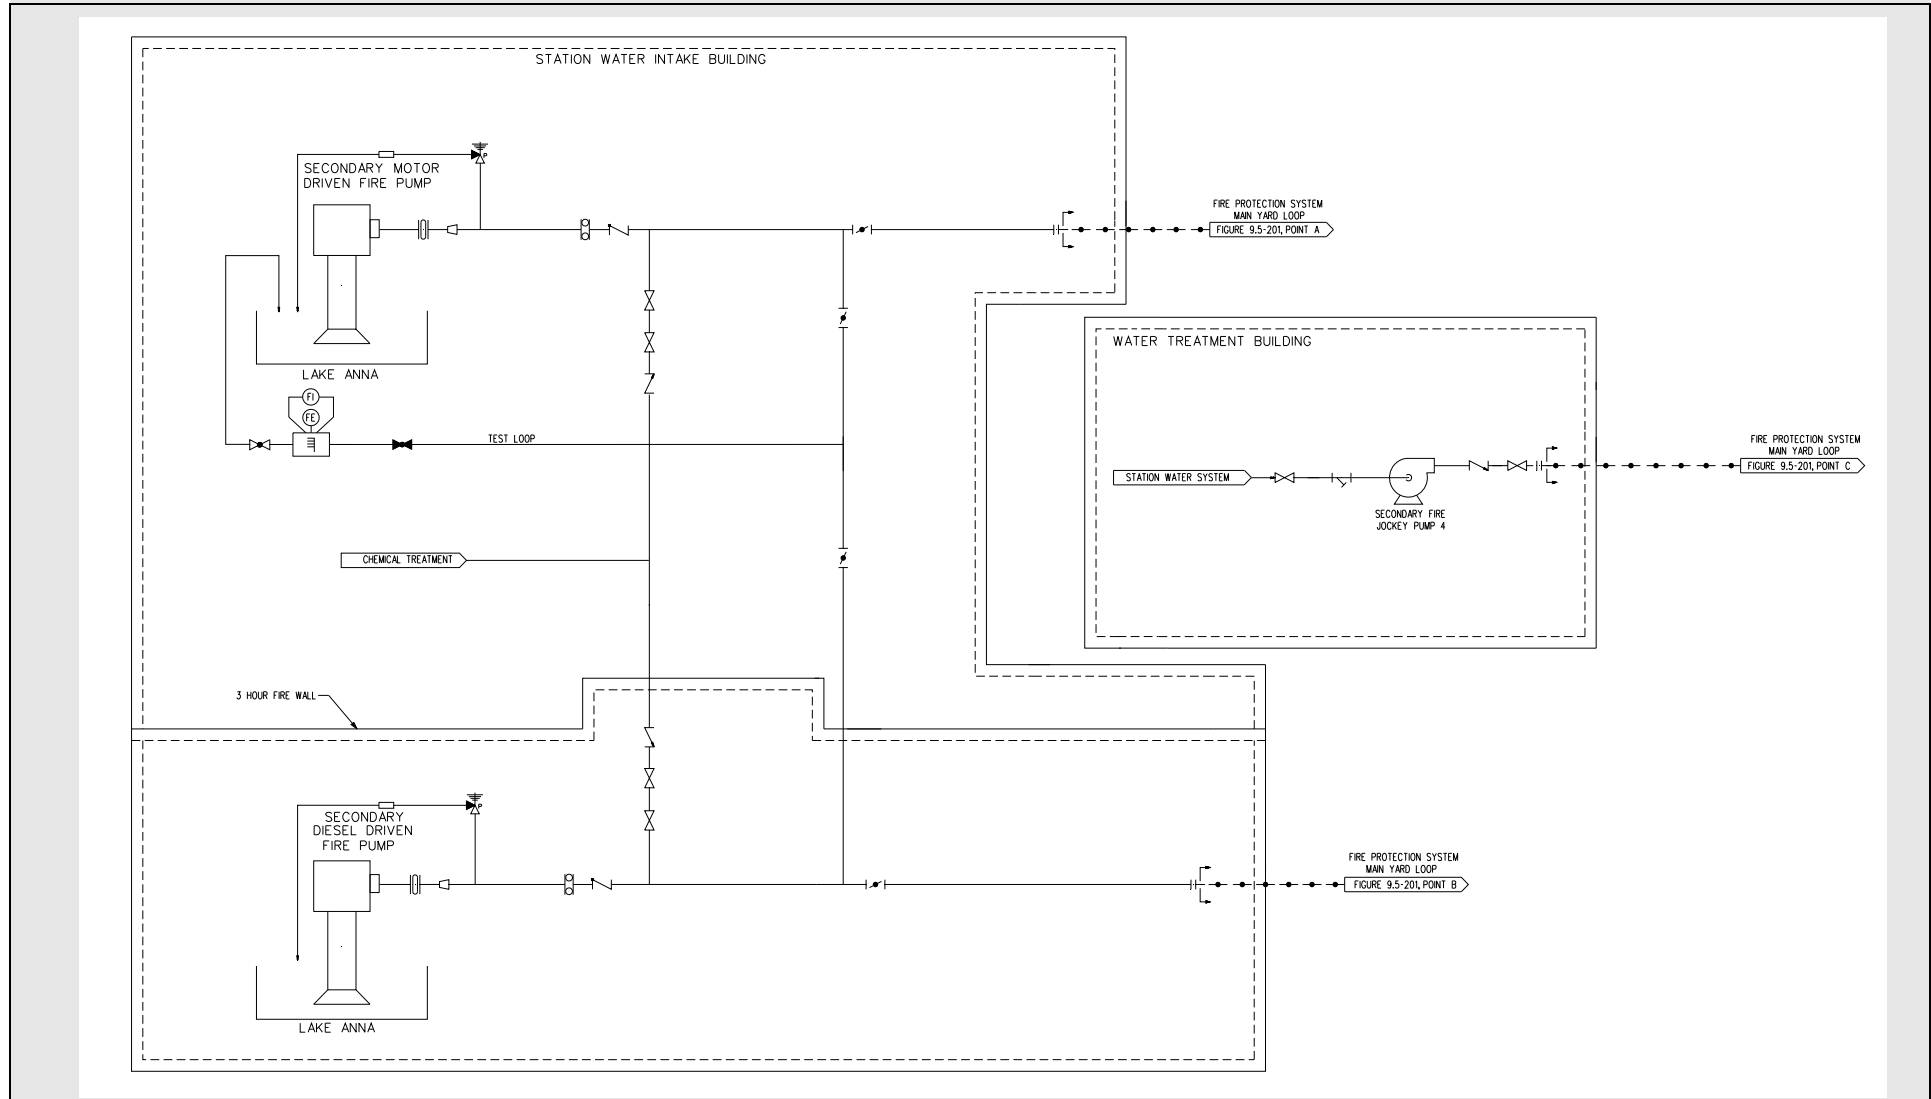 STATION WATER INTAKE BUILDING
P
SECONDARY MOTOR
DRIVEN FIRE PUMP
FIRE PROTECTION SYSTEM
MAIN YARD LOOP
FIGURE 9.5-201, POINT A
LAKE ANNA
FI
FE
TEST LOOP
WATER TREATMENT BUILDING
FIRE PROTECTION SYSTEM
MAIN YARD LOOP
FIGURE 9.5-201, POINT C
STATION WATER SYSTEM
SECONDARY FIRE
JOCKEY PUMP 4
CHEMICAL TREATMENT
3 HOUR FIRE WALL
P
SECONDARY
DIESEL DRIVEN
FIRE PUMP
FIRE PROTECTION SYSTEM
MAIN YARD LOOP
FIGURE 9.5-201, POINT B
LAKE ANNA